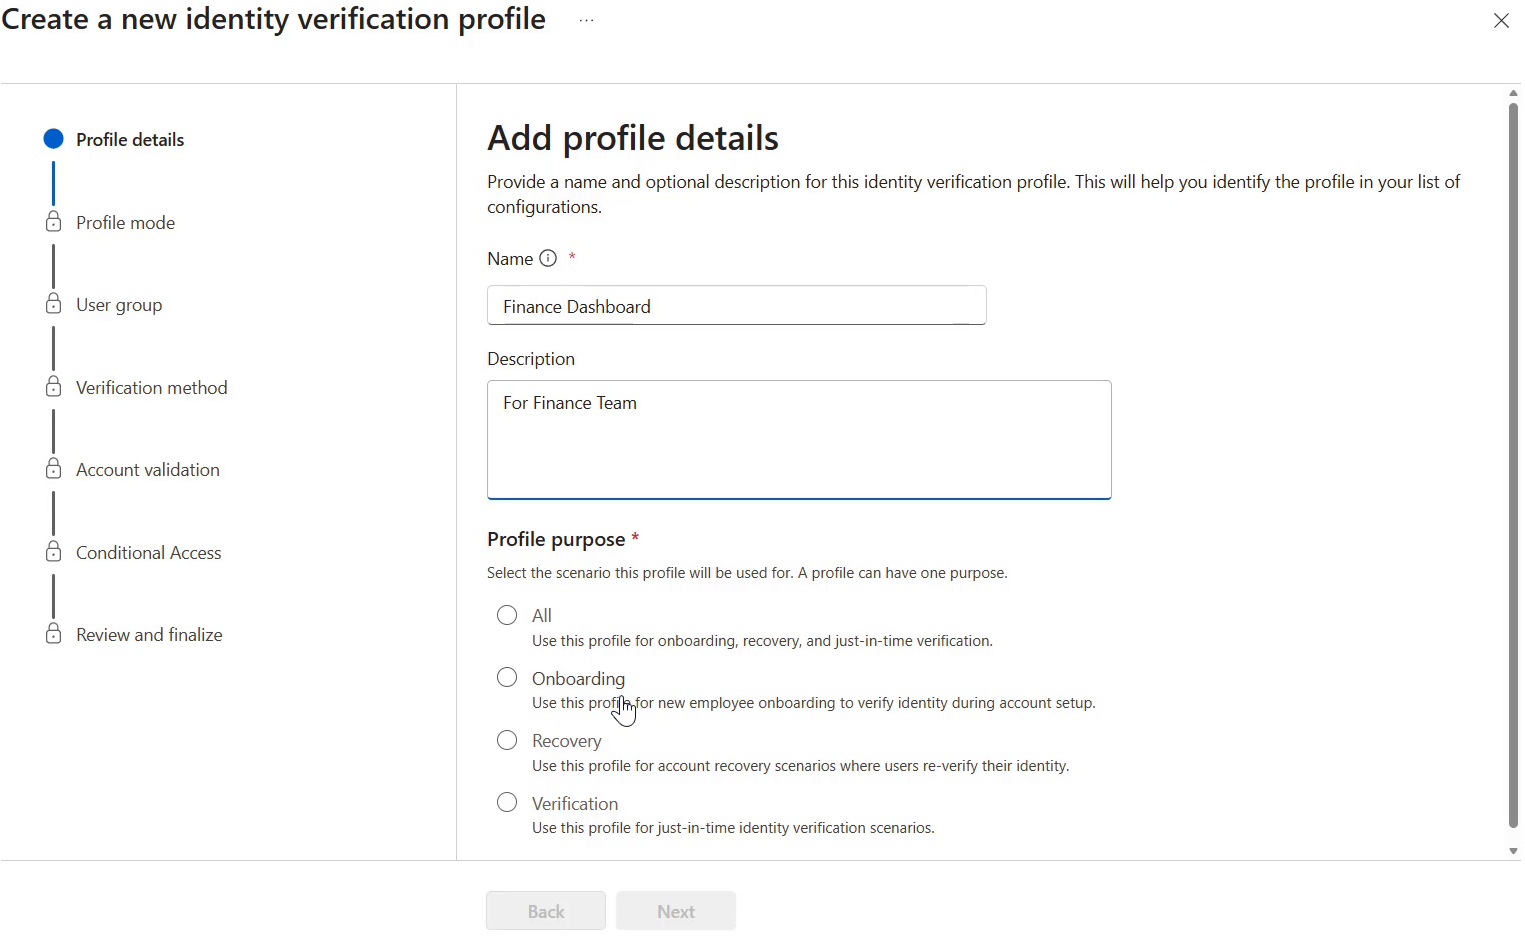 Create a new identity verification profile
...
Profile details
Profile mode
User group
Verification method
Account validation
Conditional Access
Review and finalize
Add profile details
Provide a name and optional description for this identity verification profile. This will help you identify the profile in your list of
configurations.
Name *
Finance Dashboard
Description
For Finance Team
Profile purpose *
Select the scenario this profile will be used for. A profile can have one purpose.
All
Use this profile for onboarding, recovery, and just-in-time verification.
Onboarding
Use this profile for new employee onboarding to verify identity during account setup.
Recovery
Use this profile for account recovery scenarios where users re-verify their identity.
Verification
Use this profile for just-in-time identity verification scenarios.
Back Next